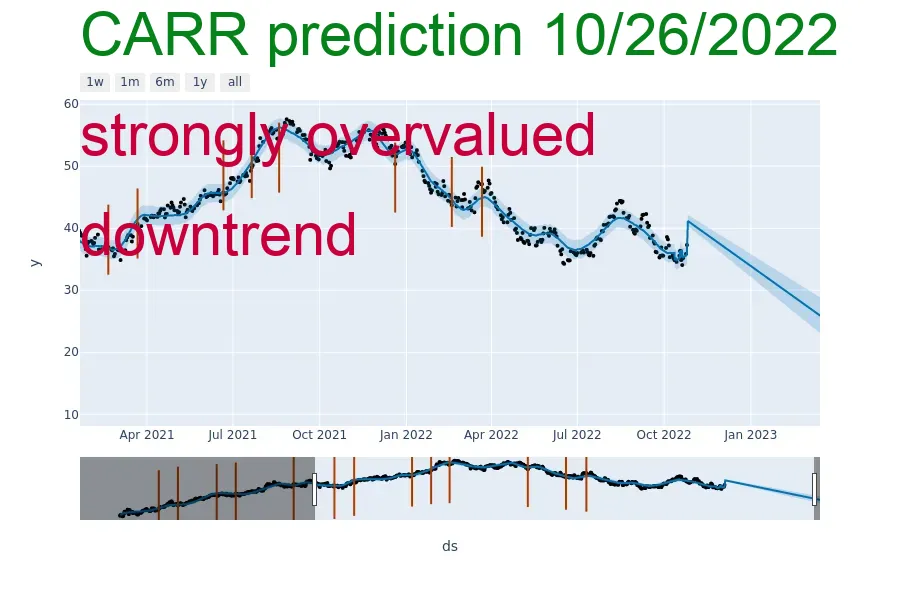 CARR prediction 10/26/2022
1w 1m 6m 1y all
60
strongly overvalued
50
downtrend
40
y
30
20
10
Apr 2021 Jul 2021 Oct 2021 Jan 2022 Apr 2022 Jul 2022 Oct 2022 Jan 2023
ds